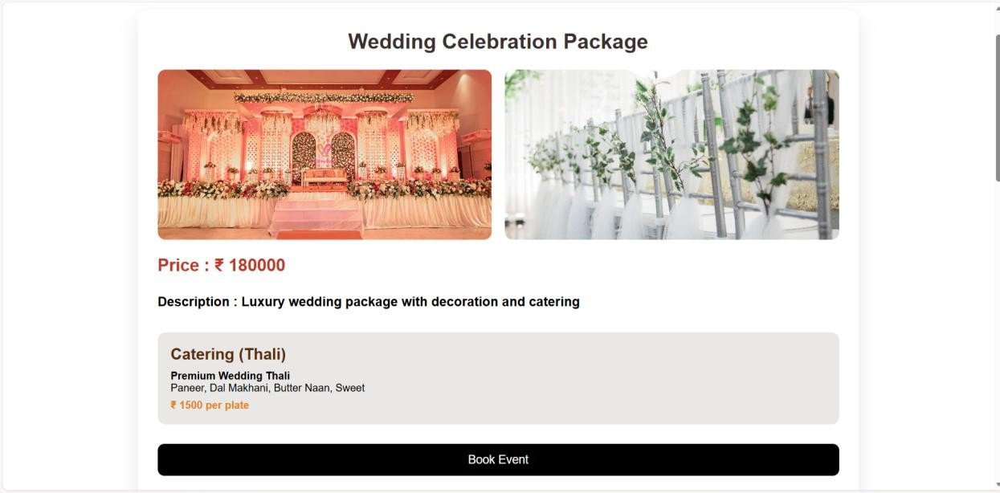 Wedding Celebration Package
Price : ₹ 180000
Description : Luxury wedding package with decoration and catering
Catering (Thali)
Premium Wedding Thali
Paneer, Dal Makhani, Butter Naan, Sweet
₹ 1500 per plate
Book Event